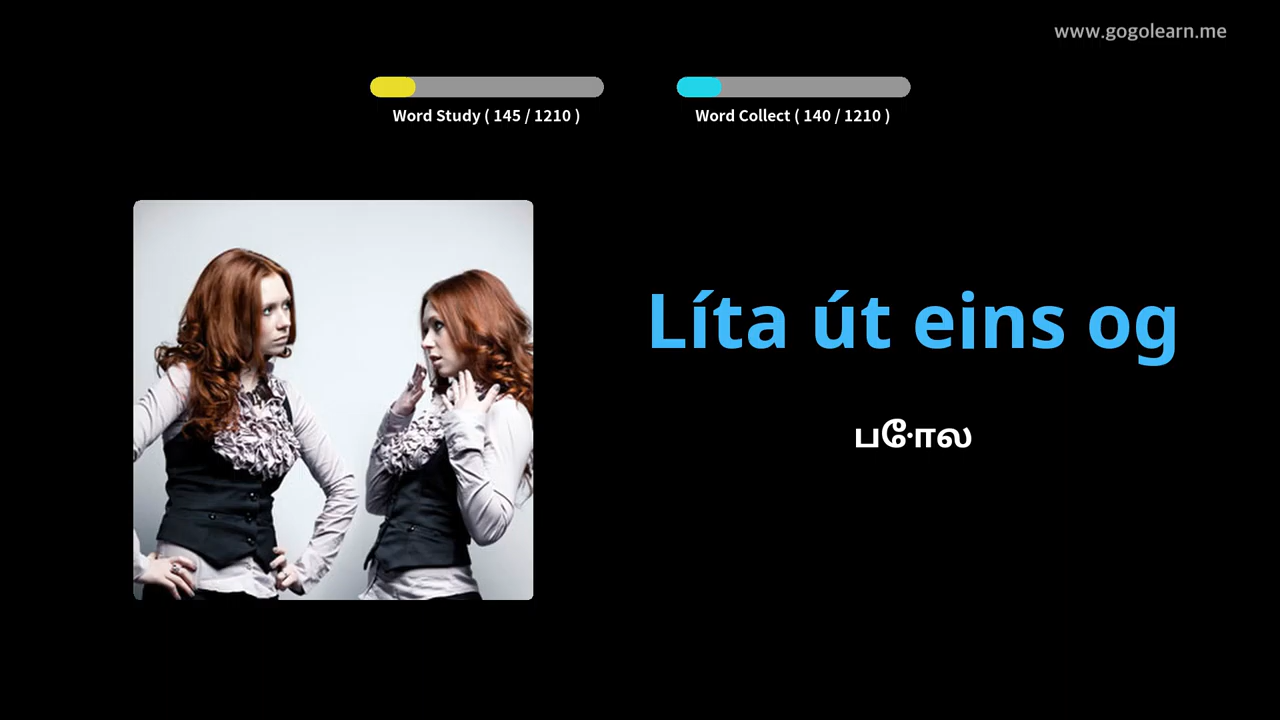 www.gogolearn.me
Word Study ( 145 / 1210 )
Word Collect ( 140 / 1210 )
Líta út eins og
போல